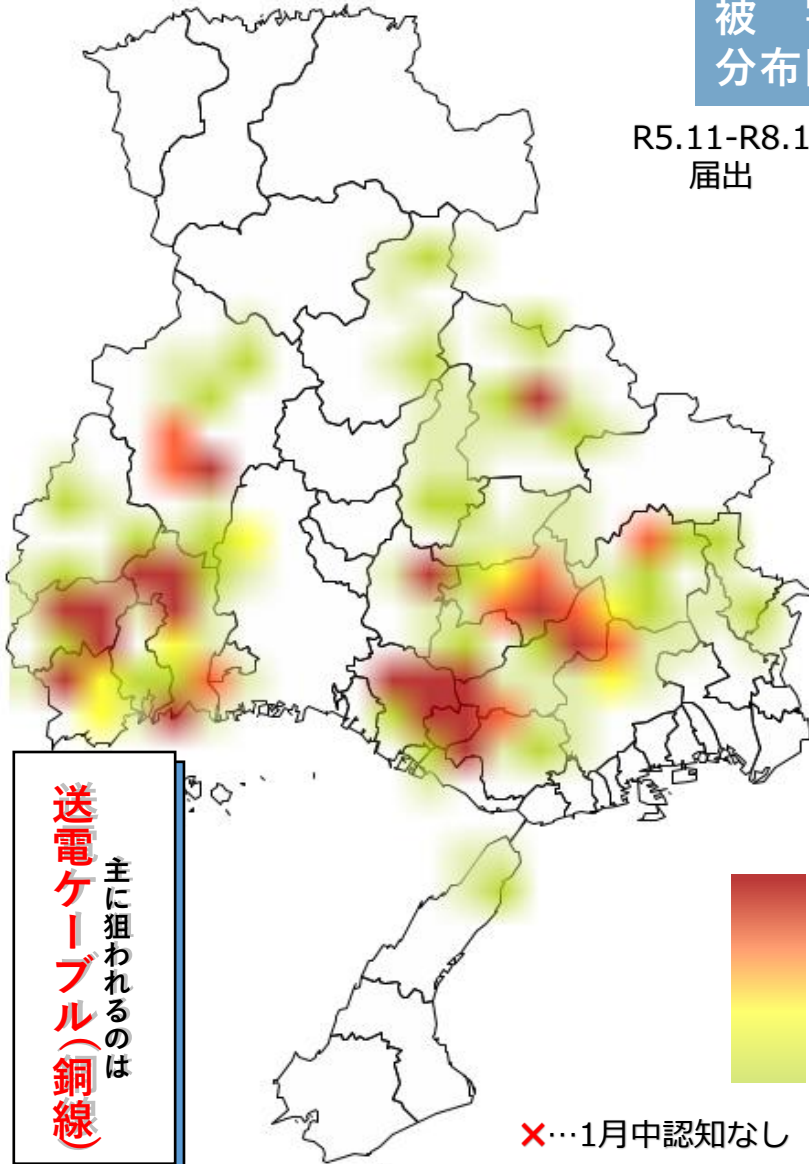 被
分布
R5.11-R8.1
届出
主に狙われるのは
送電ケーブル(銅線)
×…1月中認知なし